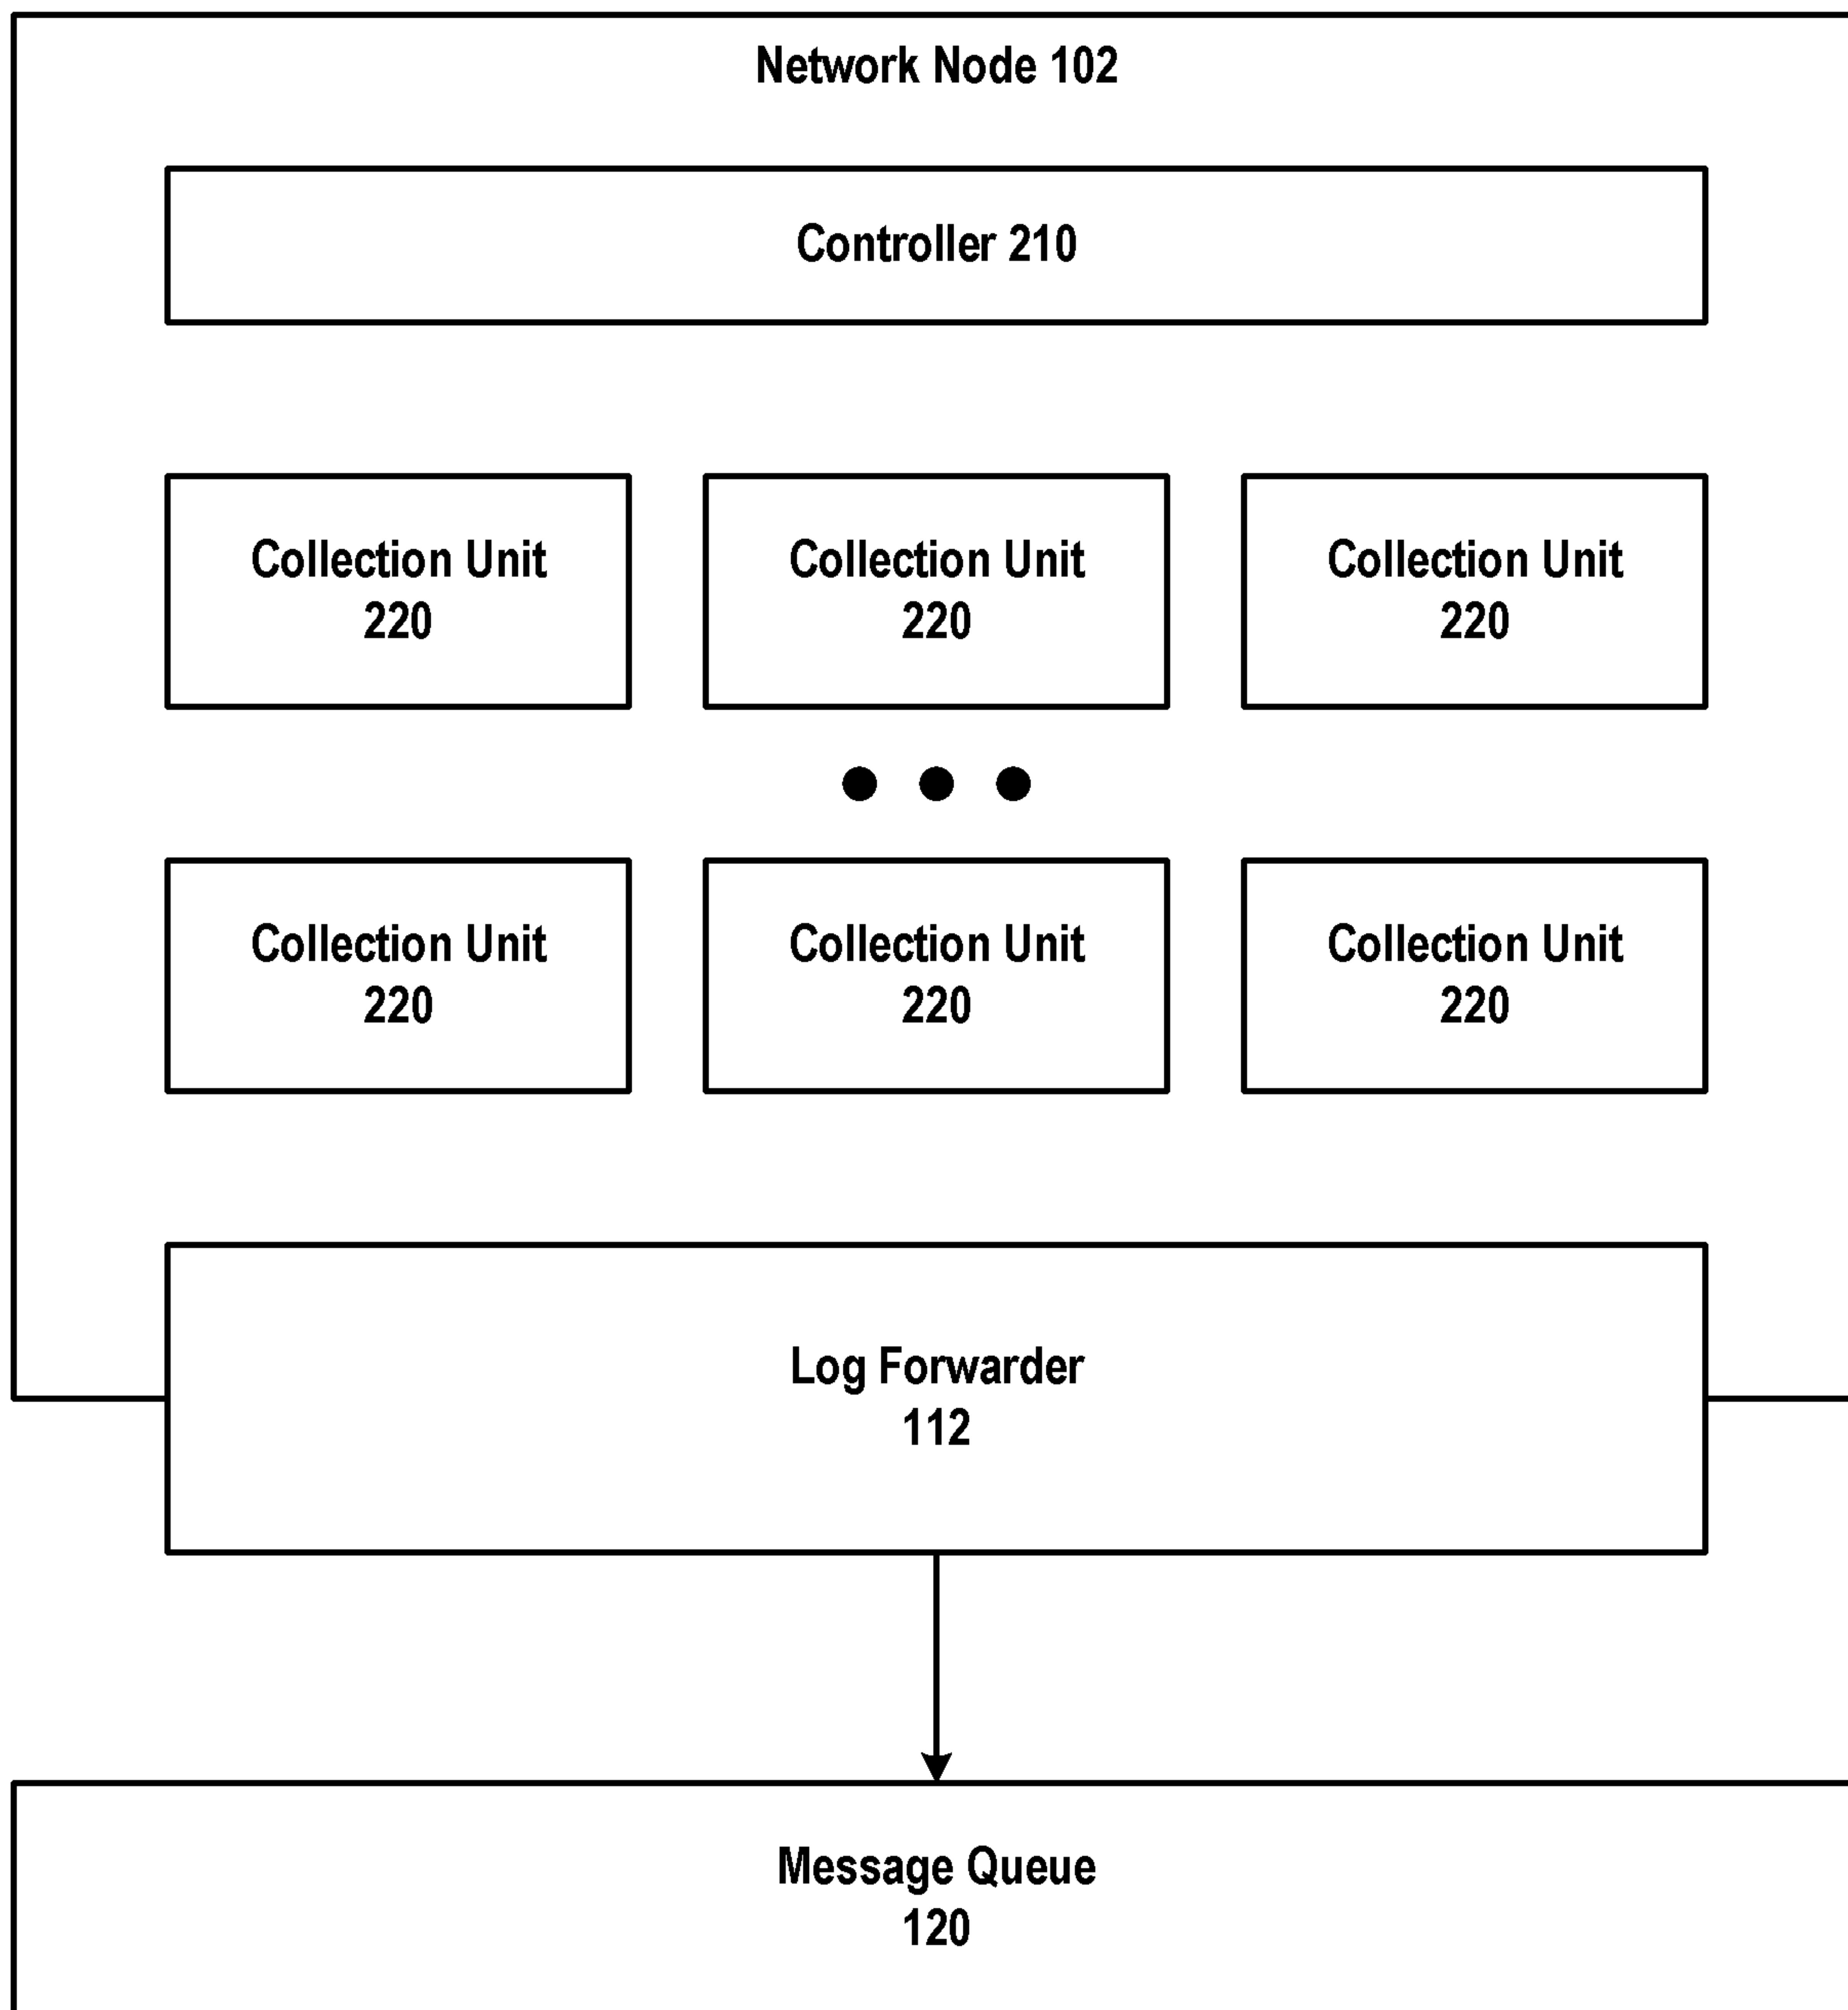 Network Node 102
Controller 210
Collection Unit
220
Collection Unit
220
Collection Unit
220
Collection Unit
220
Collection Unit
220
Collection Unit
220
Log Forwarder
112
Message Queue
120